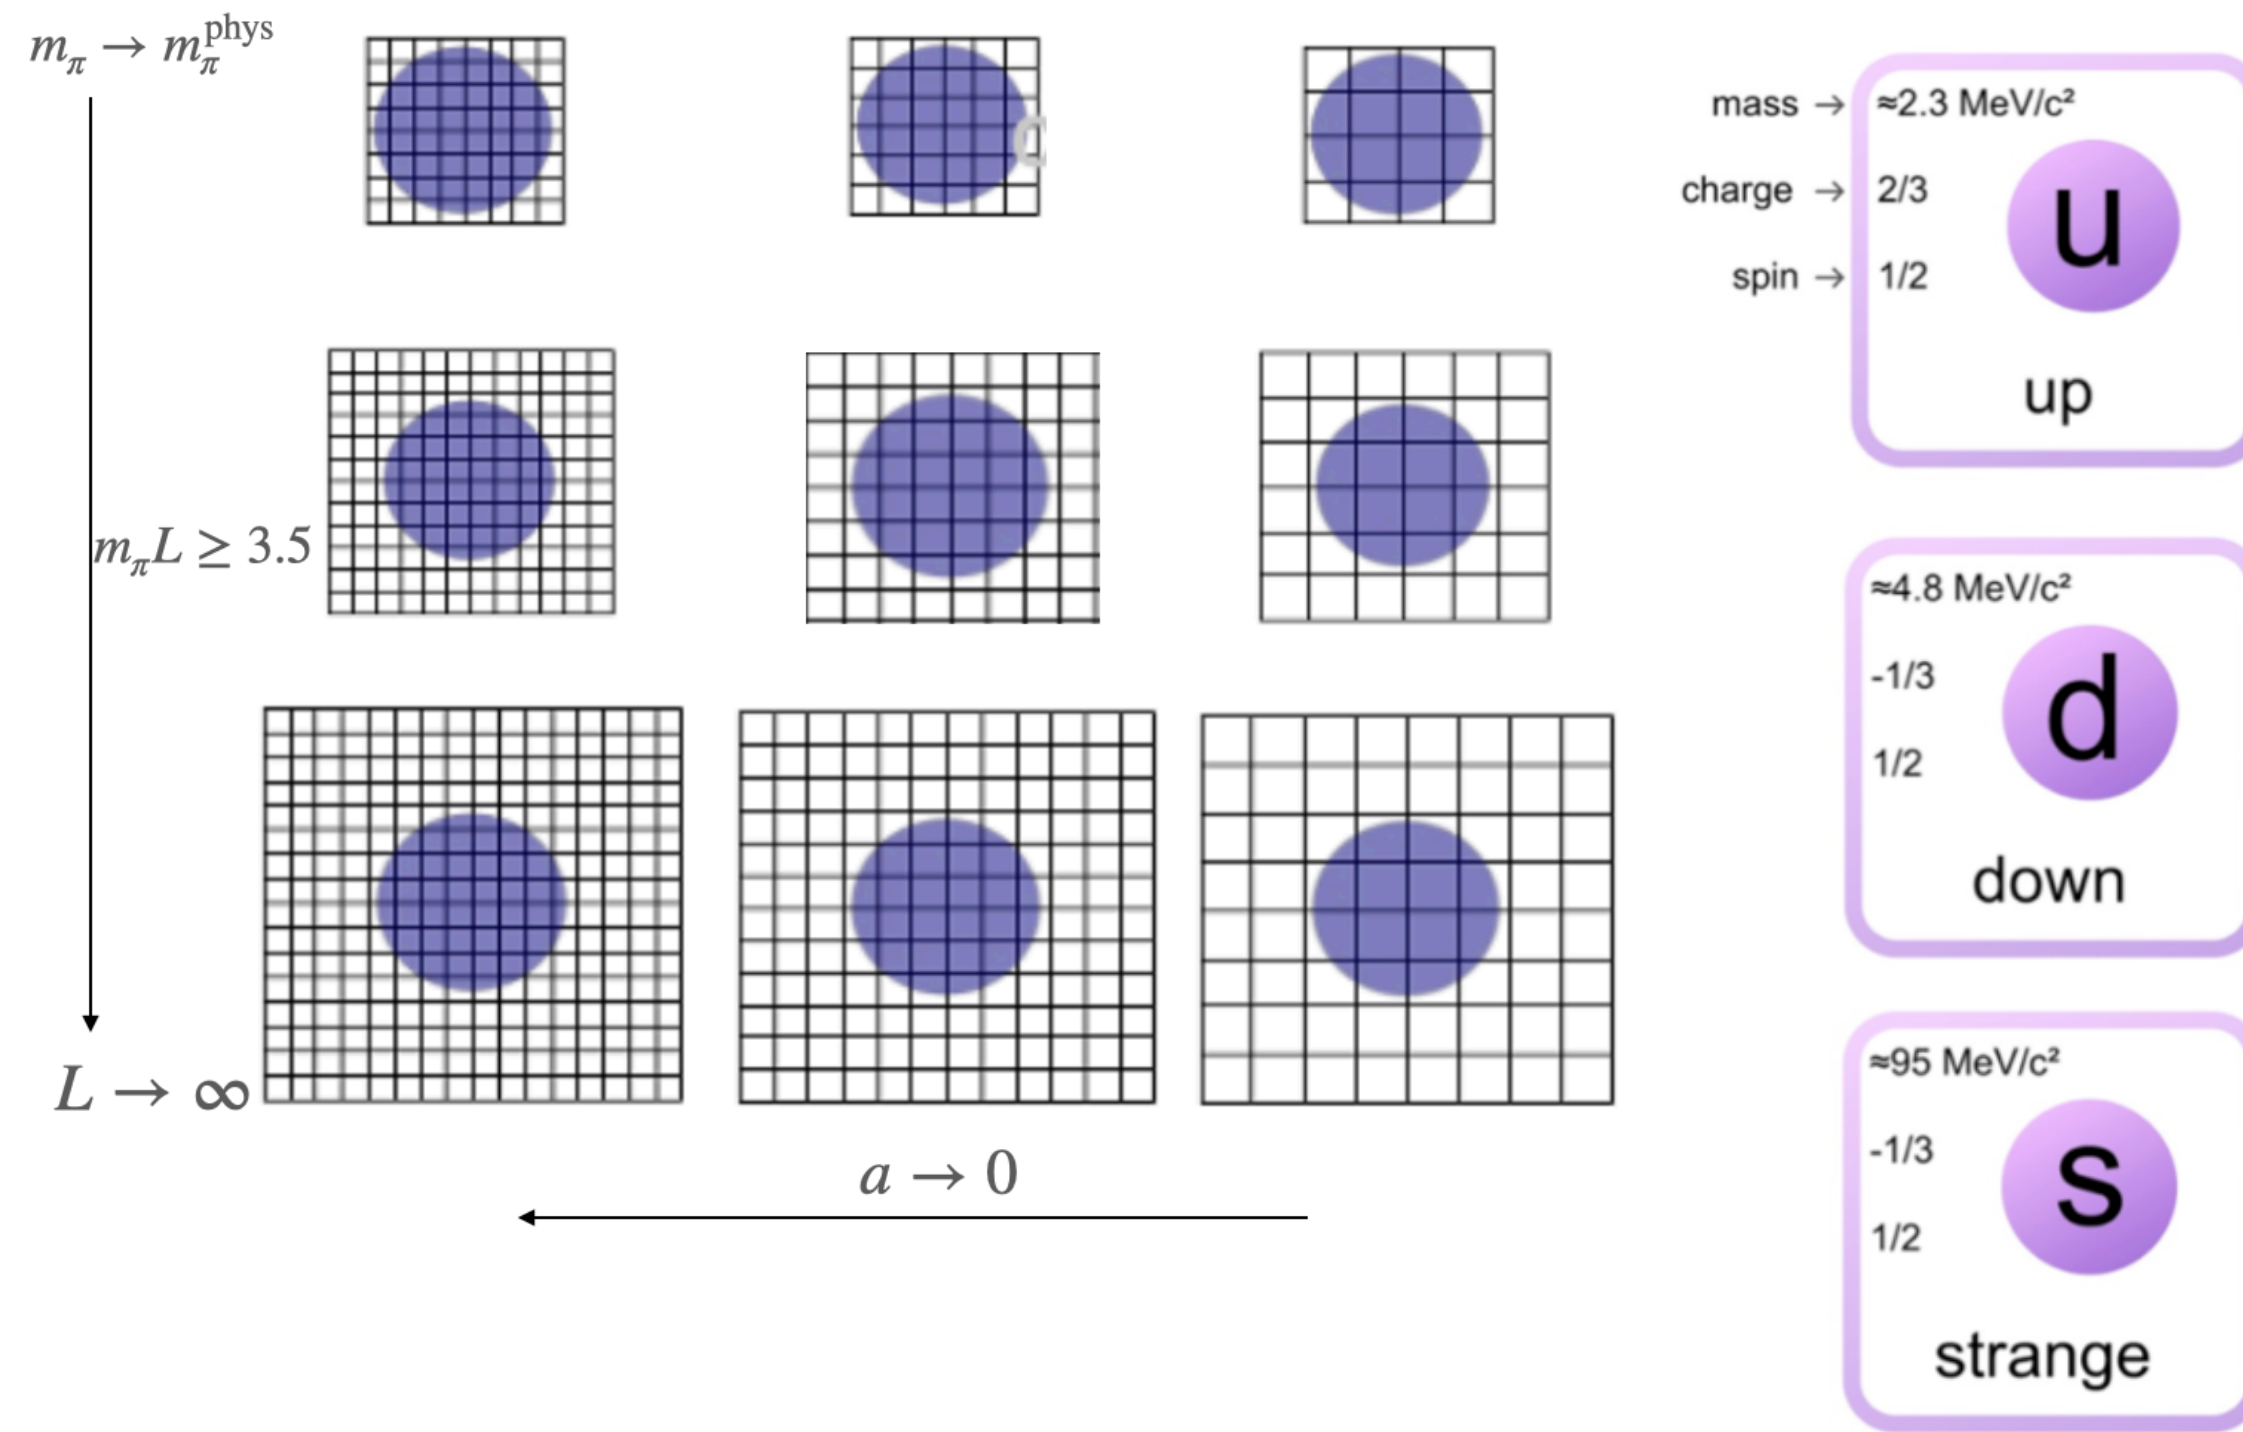 m_π → m_π^phys
m_πL ≥ 3.5
L → ∞
a → 0
mass →
charge →
spin →
≈2.3 MeV/c²
2/3
1/2
u
up
≈4.8 MeV/c²
-1/3
1/2
d
down
≈95 MeV/c²
-1/3
1/2
s
strange